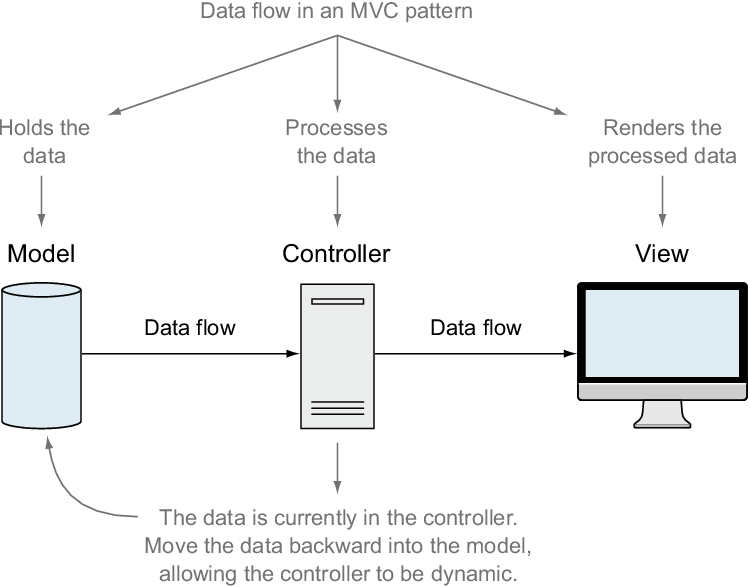 Data flow in an MVC pattern
Holds the
data
Processes
the data
Renders the
processed data
Model
Controller
View
Data flow
Data flow
The data is currently in the controller.
Move the data backward into the model,
allowing the controller to be dynamic.